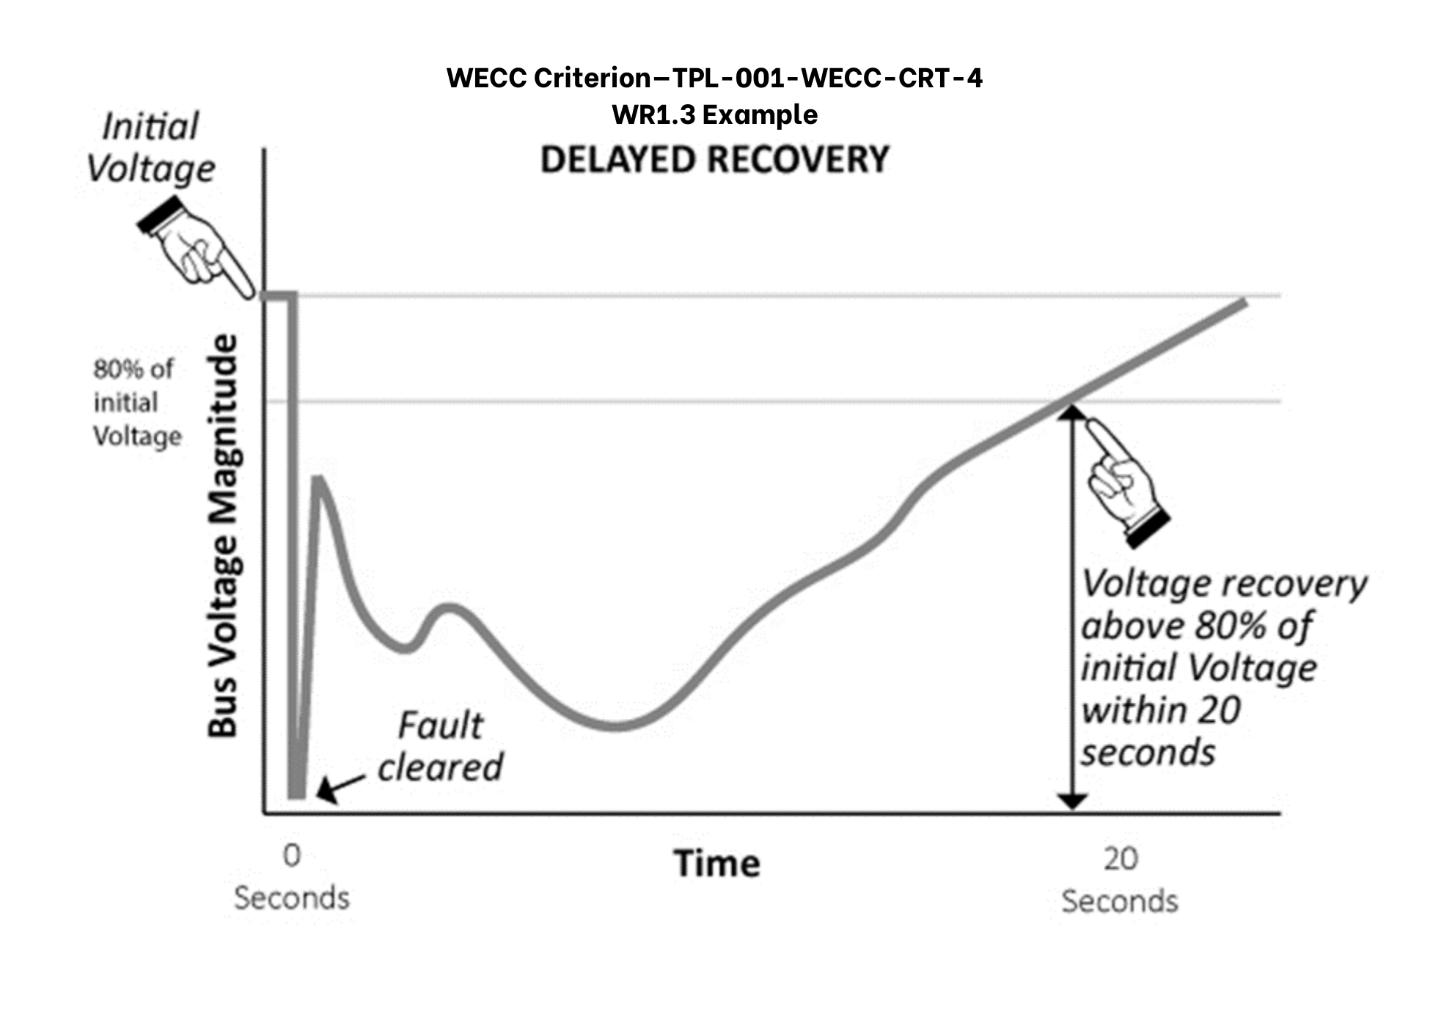 WECC Criterion—TPL-001-WECC-CRT-4
WR1.3 Example
DELAYED RECOVERY
Initial
Voltage
80% of
initial
Voltage
Bus Voltage Magnitude
Fault
cleared
Voltage recovery
above 80% of
initial Voltage
within 20
seconds
0
Seconds
Time
20
Seconds